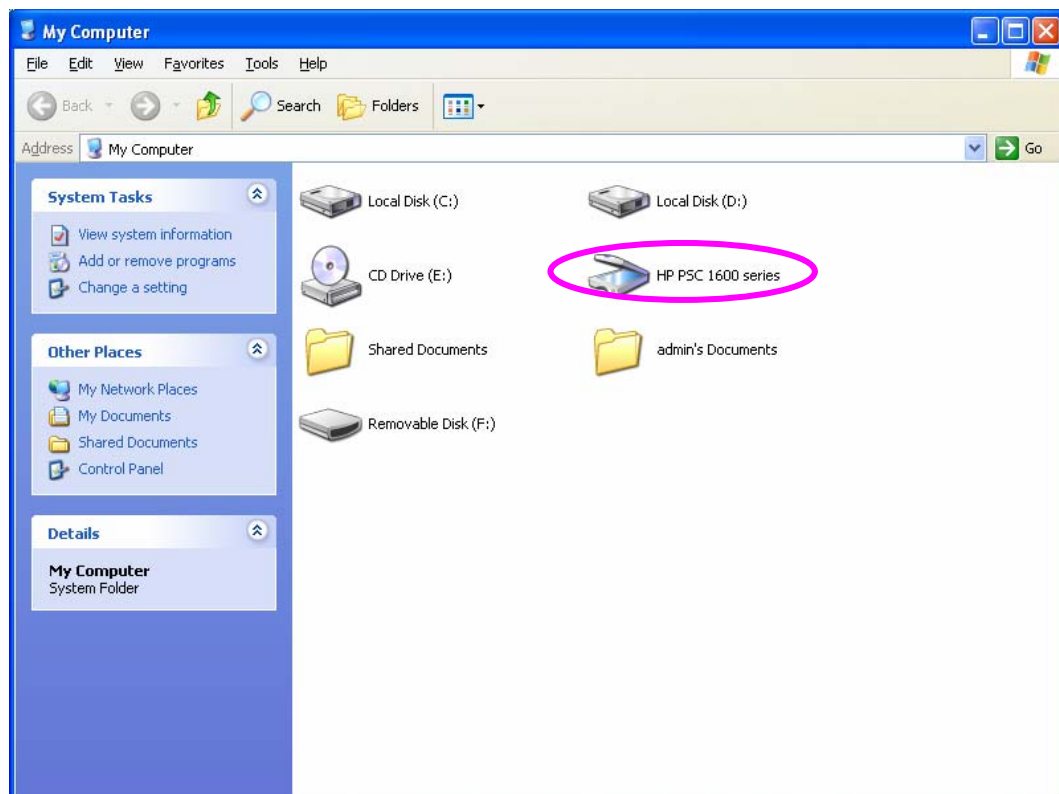 My Computer
File Edit View Favorites Tools Help
Back Search Folders
Address My Computer Go
System Tasks
View system information
Add or remove programs
Change a setting
Other Places
My Network Places
My Documents
Shared Documents
Control Panel
Details
My Computer
System Folder
Local Disk (C:) Local Disk (D:)
CD Drive (E:) HP PSC 1600 series
Shared Documents admin's Documents
Removable Disk (F:)